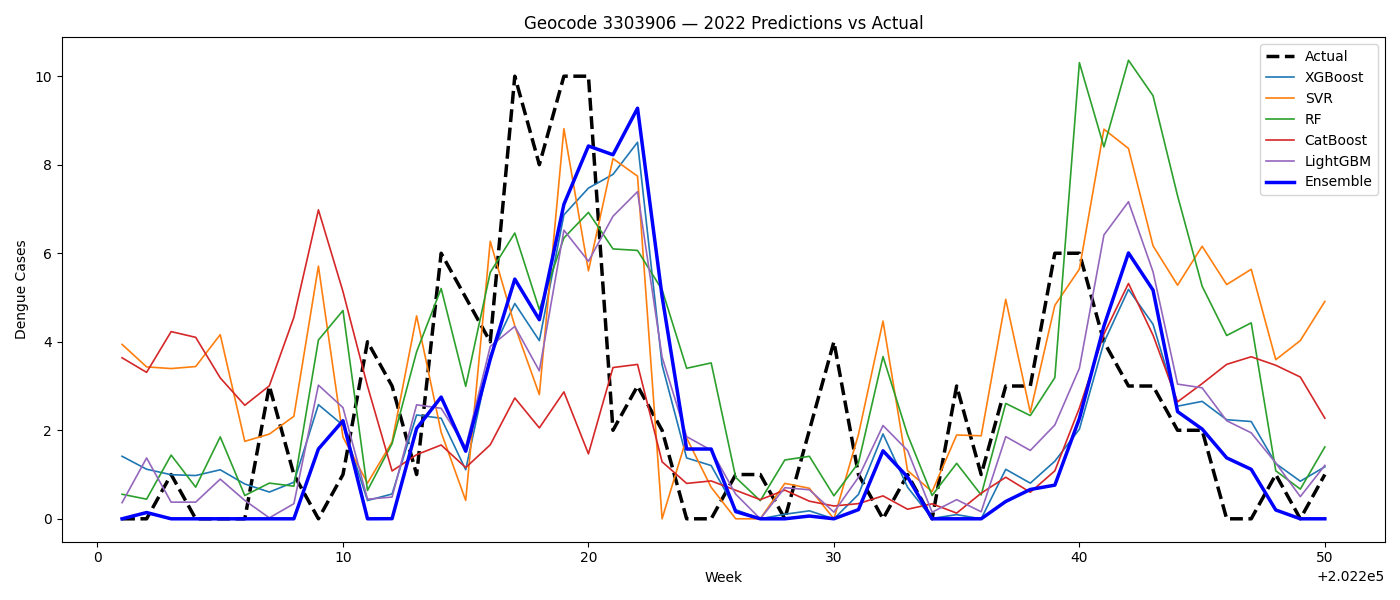 Geocode 3303906 — 2022 Predictions vs Actual
Dengue Cases
10
8
6
4
2
0
Actual
XGBoost
SVR
RF
CatBoost
LightGBM
Ensemble
0 10 20 30 40 50
Week
+2.022e5